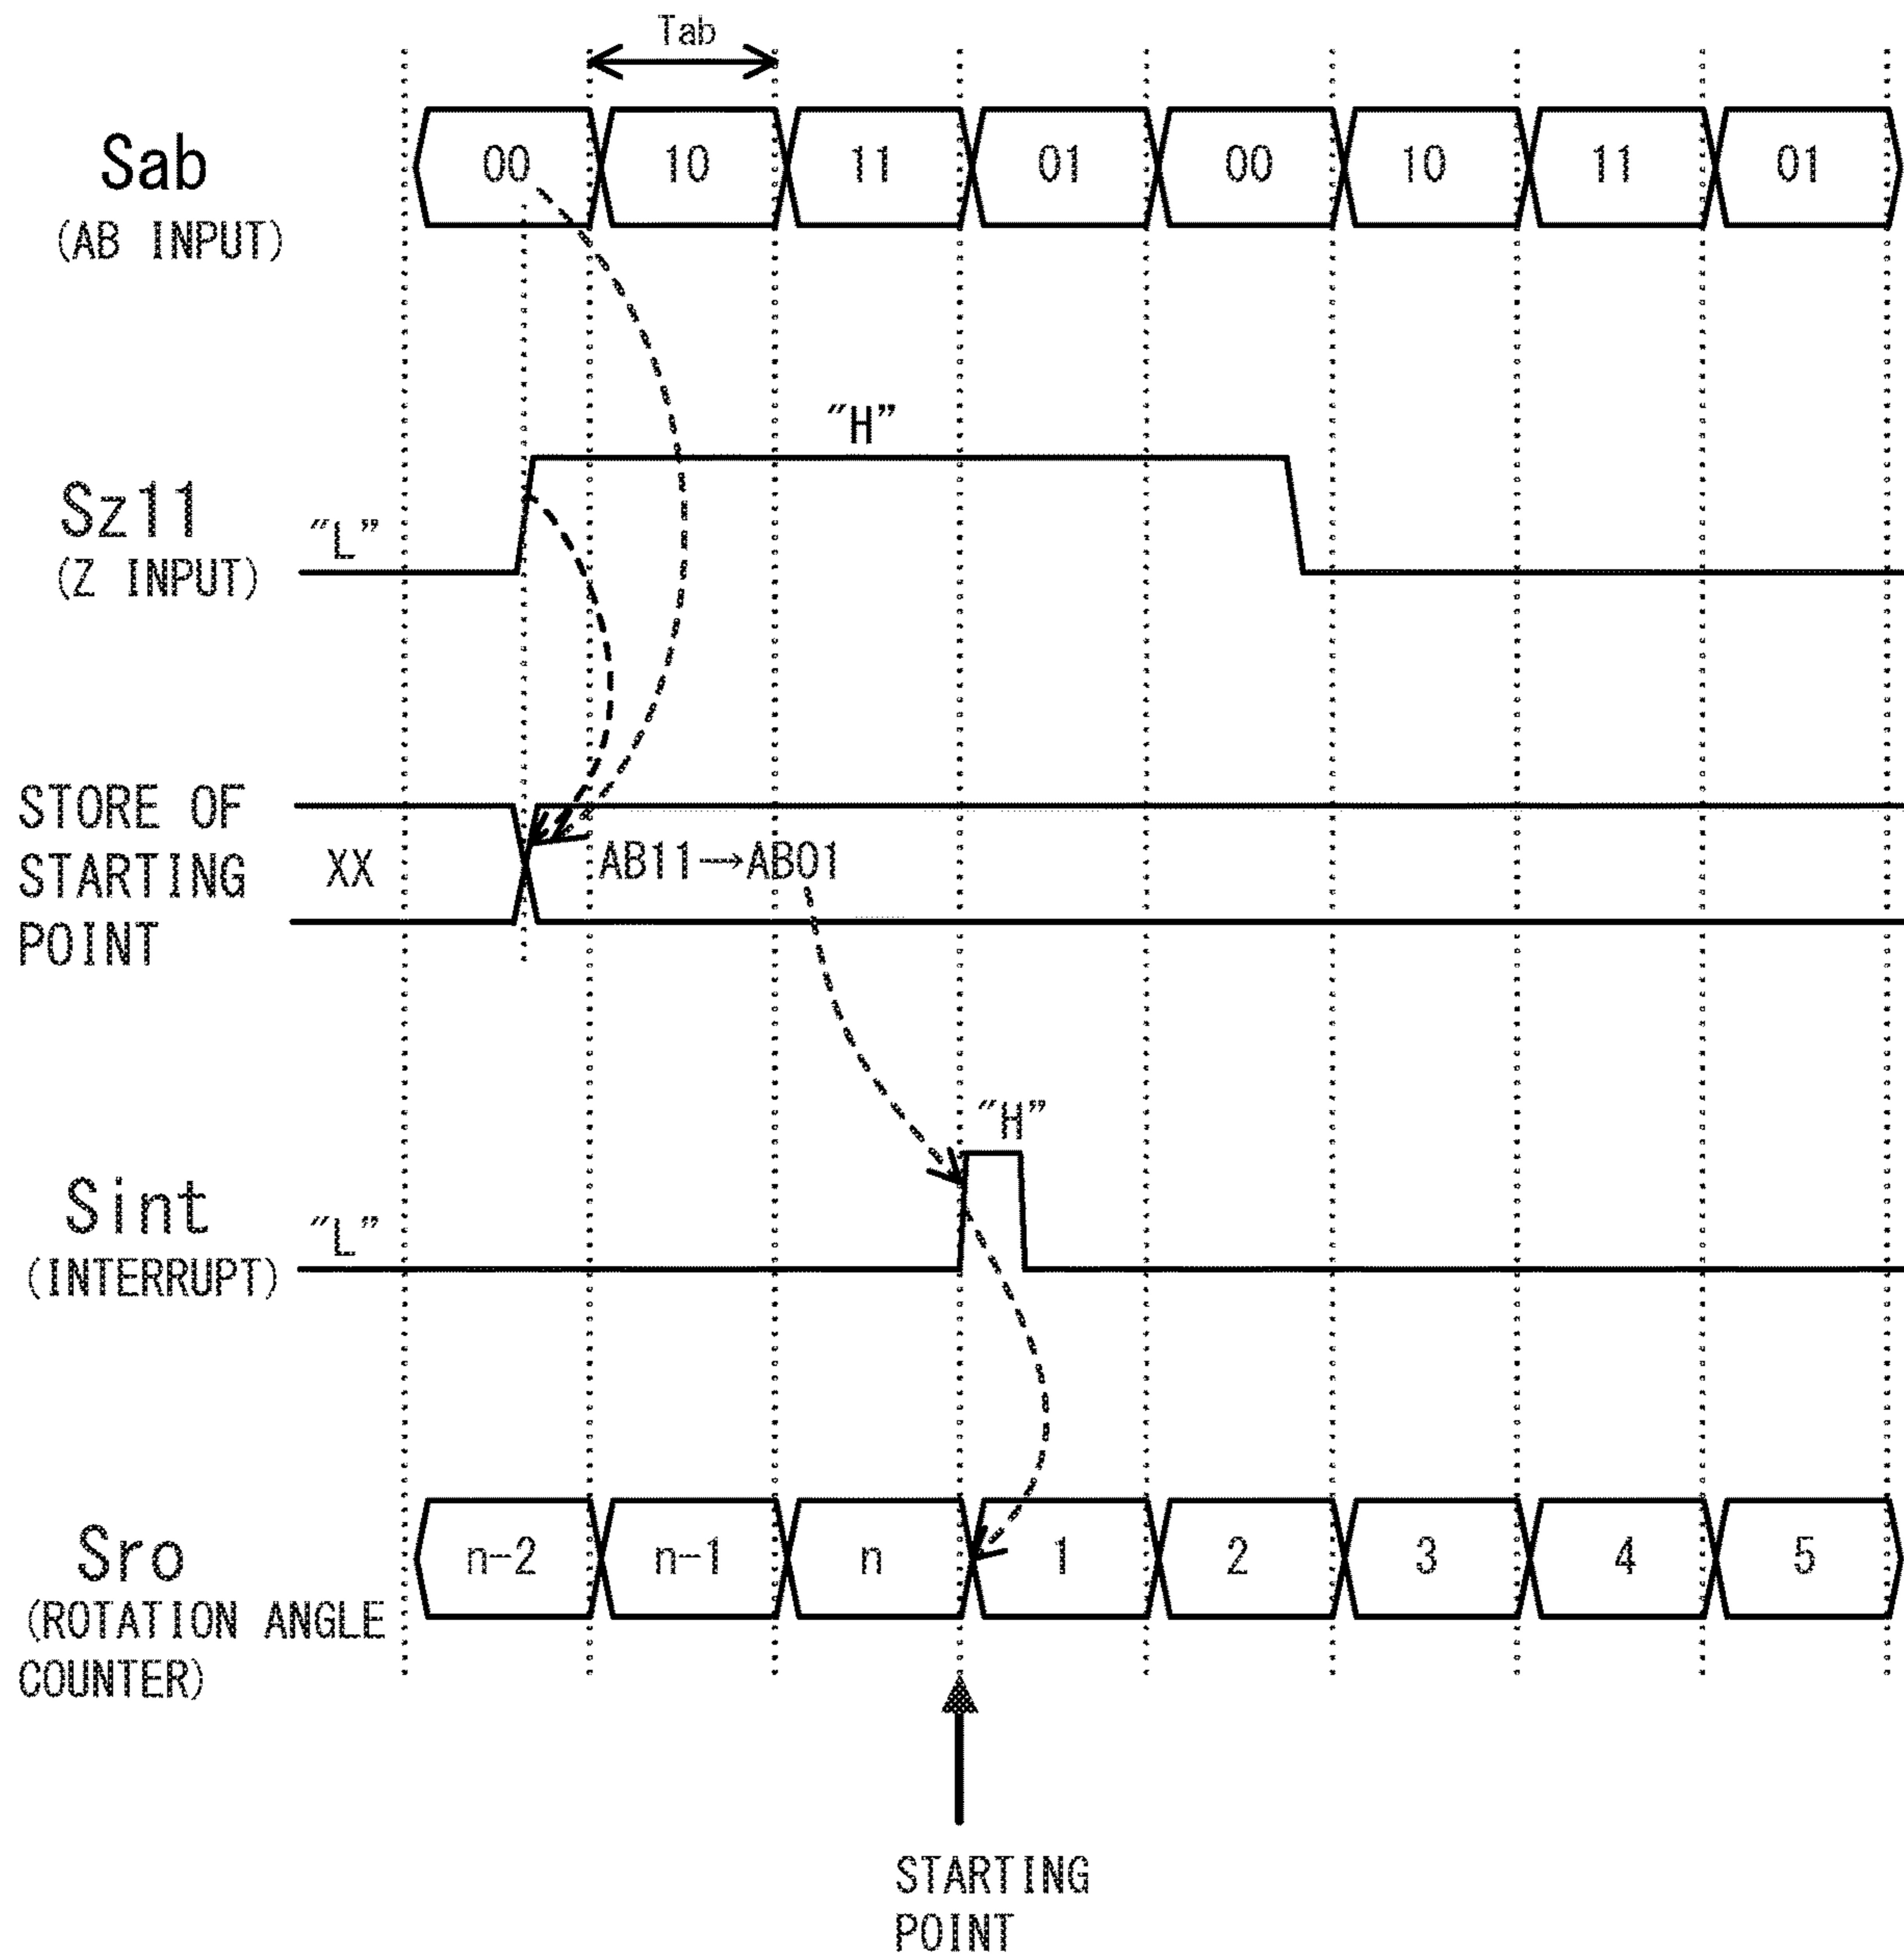 Tab
Sab
(AB INPUT)
00 10 11 01 00 10 11 01
"H"
Sz11
(Z INPUT)
"L"
STORE OF
STARTING
POINT
XX
AB11→AB01
"H"
Sint
(INTERRUPT)
"L"
Sro
(ROTATION ANGLE
COUNTER)
n-2 n-1 n 1 2 3 4 5
STARTING
POINT